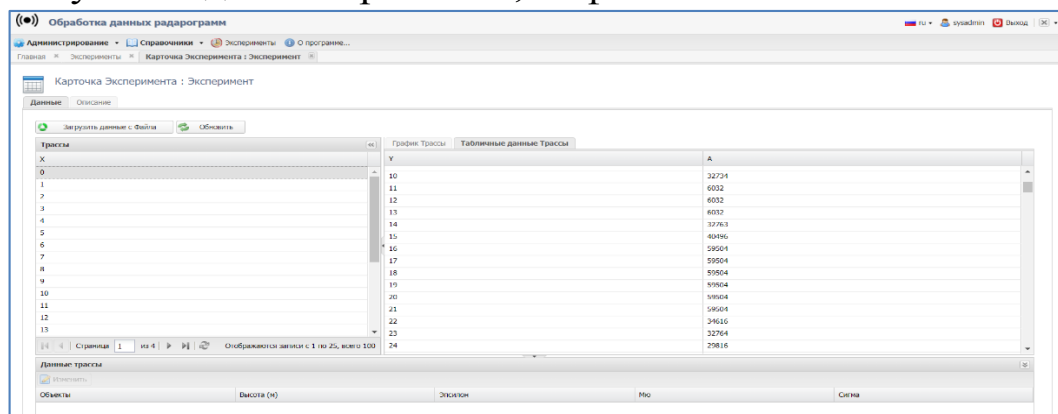 Обработка данных радарограмм
ru sysadmin Выход
Администрирование Справочники Эксперименты О программе...
Главная Эксперименты Карточка Эксперимента : Эксперимент
Карточка Эксперимента : Эксперимент
Данные Описание
Загрузить данные с Файла Обновить
Трассы
X
0
1
2
3
4
5
6
7
8
9
10
11
12
13
Страница 1 из 4 Отображаются записи с 1 по 25, всего 100
График Трассы Табличные данные Трассы
Y A
10 32734
11 6032
12 6032
13 6032
14 32763
15 40496
16 59504
17 59504
18 59504
19 59504
20 59504
21 59504
22 34616
23 32764
24 29816
Данные трассы
Изменить
Объекты Высота (м) Эпсилон Мю Сигма